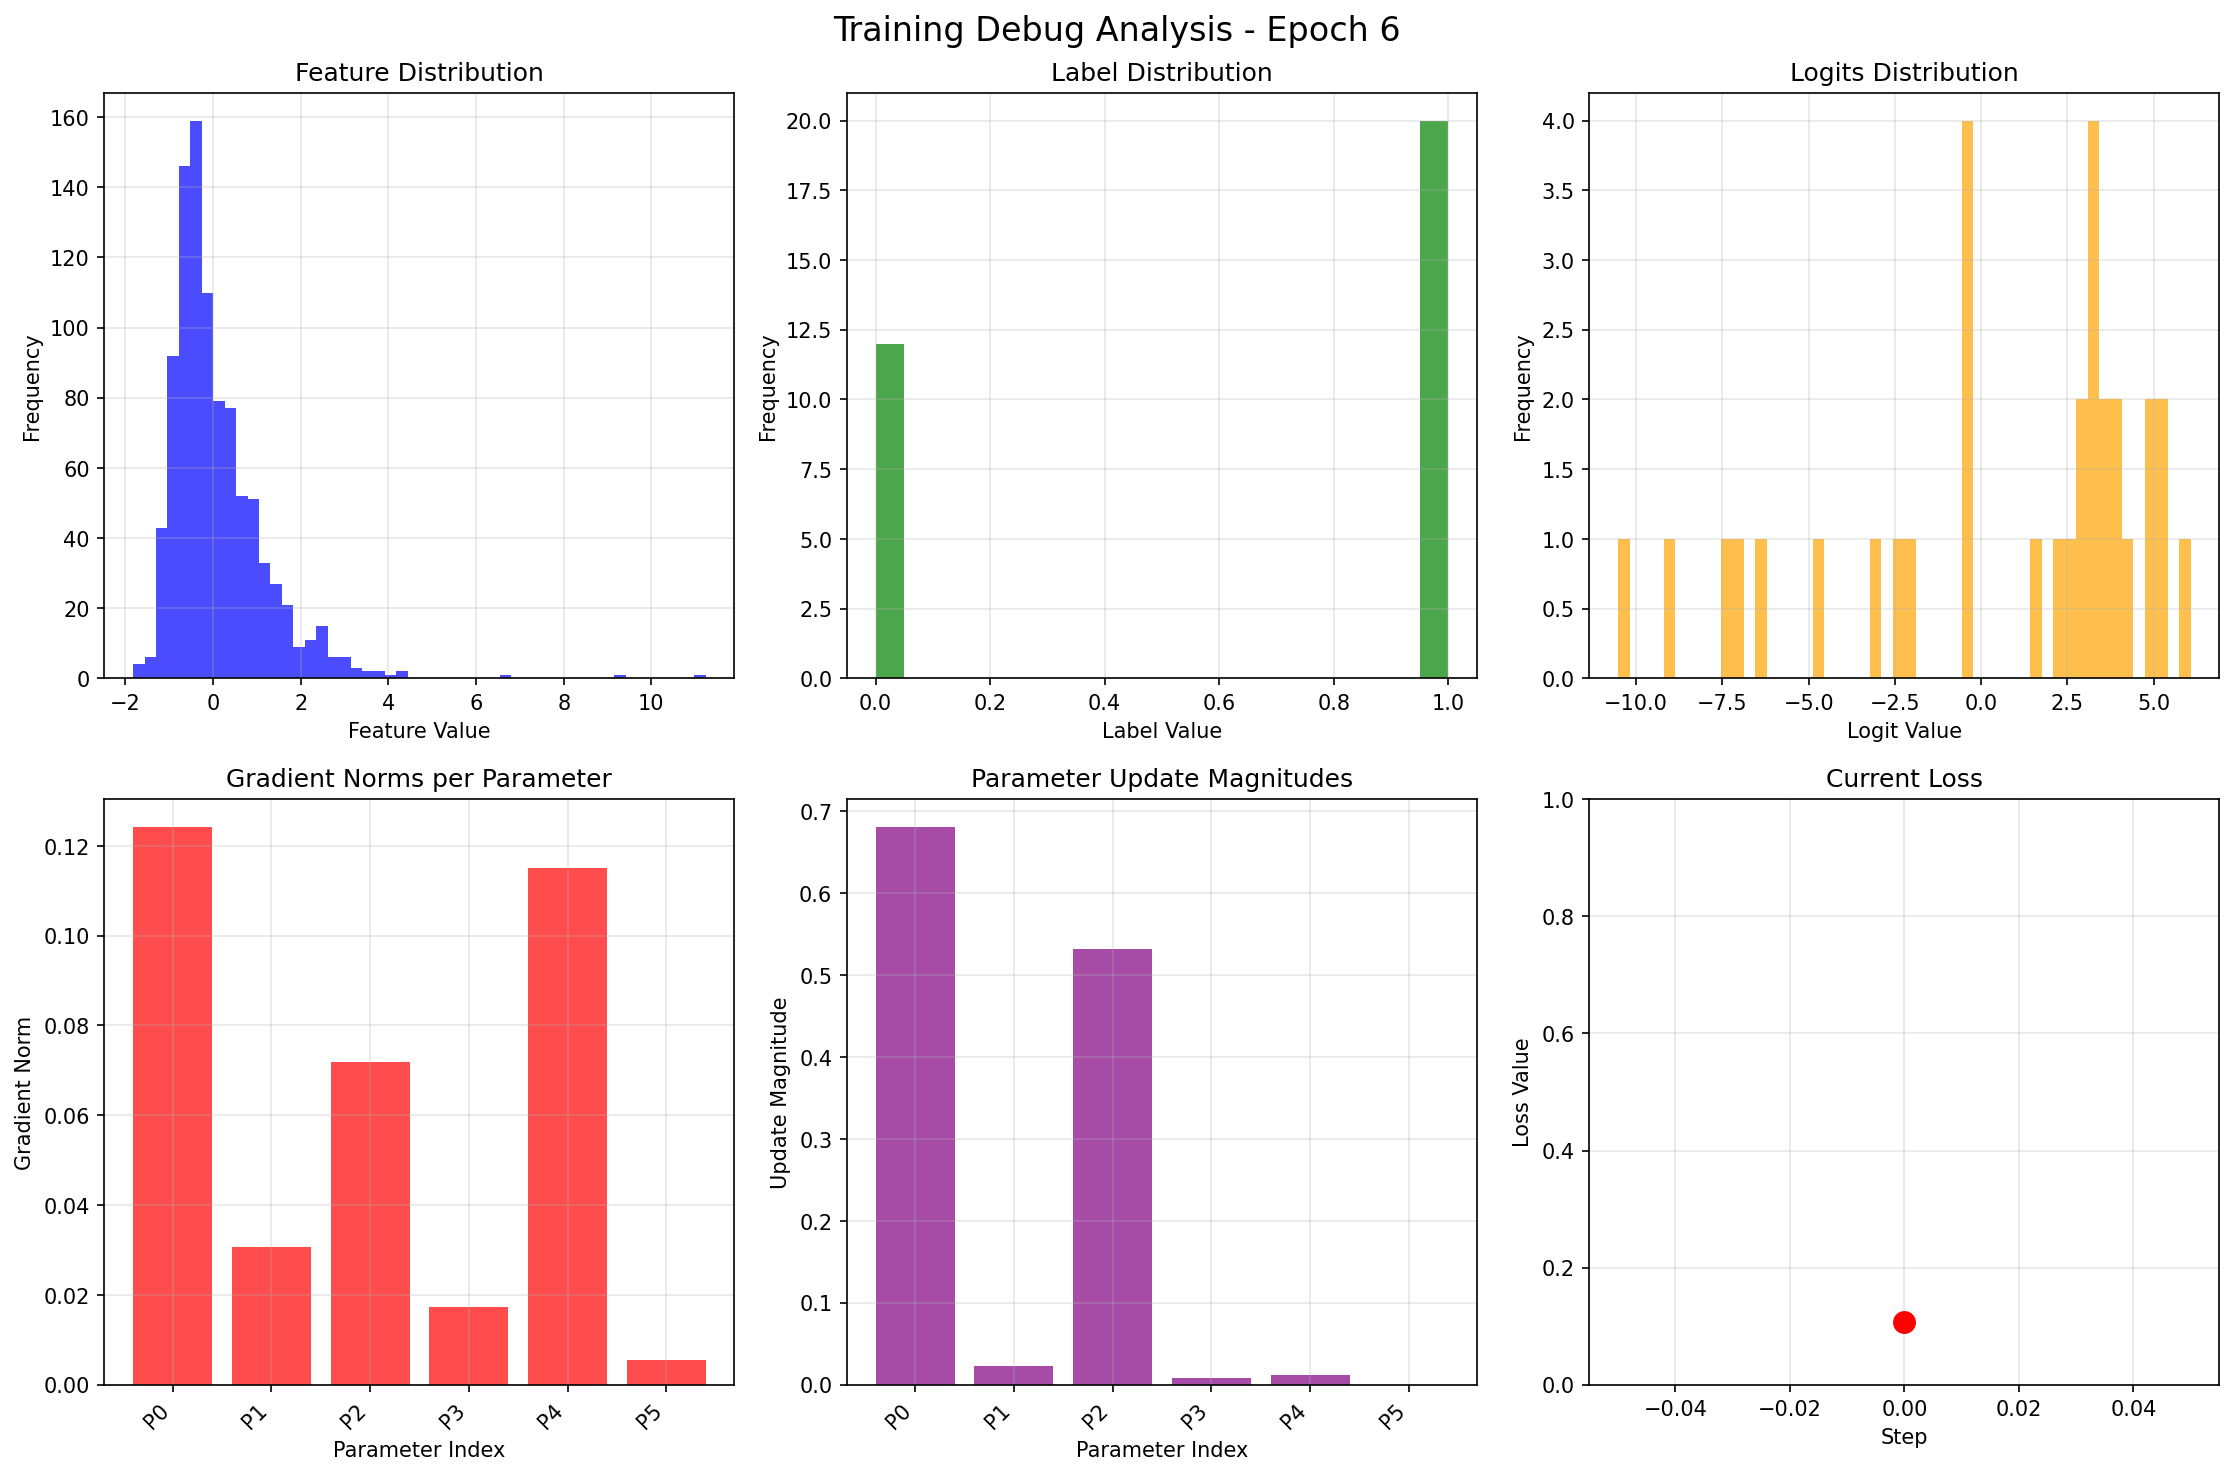 Training Debug Analysis - Epoch 6
Feature Distribution
Frequency
160
140
120
100
80
60
40
20
0
−2 0 2 4 6 8 10
Feature Value
Label Distribution
Frequency
20.0
17.5
15.0
12.5
10.0
7.5
5.0
2.5
0.0
0.0 0.2 0.4 0.6 0.8 1.0
Label Value
Logits Distribution
Frequency
4.0
3.5
3.0
2.5
2.0
1.5
1.0
0.5
0.0
−10.0 −7.5 −5.0 −2.5 0.0 2.5 5.0
Logit Value
Gradient Norms per Parameter
Gradient Norm
0.12
0.10
0.08
0.06
0.04
0.02
0.00
P0 P1 P2 P3 P4 P5
Parameter Index
Parameter Update Magnitudes
Update Magnitude
0.7
0.6
0.5
0.4
0.3
0.2
0.1
0.0
P0 P1 P2 P3 P4 P5
Parameter Index
Current Loss
Loss Value
1.0
0.8
0.6
0.4
0.2
0.0
−0.04 −0.02 0.00 0.02 0.04
Step